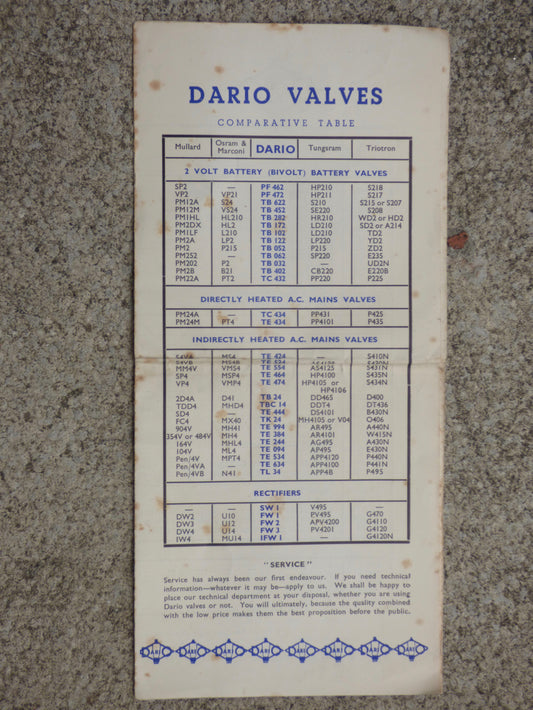 DARIO VALVES
COMPARATIVE TABLE
Mullard Osram & Marconi DARIO Tungsram Triotron
2 VOLT BATTERY (BIVOLT) BATTERY VALVES
SP2 — PF 462 HP210 S218
VP2 VP21 PF 472 HP211 S217
PM12A S24 TB 622 S210 S215 or S207
PM12M VS24 TB 452 SE220 S208
PM1HL HL210 TB 282 HR210 WD2 or HD2
PM2DX HL2 TB 172 LD210 SD2 or A214
PM1LF L210 TB 102 LD210 TD2
PM2A LP2 TB 122 LP220 YD2
PM2 P215 TB 052 P215 ZD2
PM252 — TB 062 SP220 E235
PM202 P2 TB 032 — UD2N
PM2B B21 TB 402 CB220 E220B
PM22A PT2 TC 432 PP220 P225
DIRECTLY HEATED A.C. MAINS VALVES
PM24A — TC 434 PP431 P425
PM24M PT4 TE 434 PP4101 P435
INDIRECTLY HEATED A.C. MAINS VALVES
S4VA MS4 TE 424 — S410N
S4VB MS4B
MM4V VMS4 TE 554 AS4125 S431N
SP4 MSP4 TE 464 HP4100 S435N
VP4 VMP4 TE 474 HP4105 or HP4106 S434N
2D4A D41 TB 24 DD465 D400
TDD4 MHD4 TBC 14 DDT4 DT436
SD4 — TE 444 DS4101 B430N
FC4 MX40 TK 24 MH4105 or VO4 O406
904V MH41 TE 994 AR495 A440N
354V or 484V MH4 TE 384 AR4101 W415N
164V MHL4 TE 244 AG495 A430N
104V ML4 TE 094 AP495 E430N
Pen/4V MPT4 TE 534 APP4120 P440N
Pen/4VA — TE 634 APP4100 P441N
Pen/4VB N41 TL 34 APP4B P495
RECTIFIERS
— — SW 1 V495 —
DW2 U10 FW 1 PV495 G470
DW3 U12 FW 2 APV4200 G4110
DW4 U14 FW 3 PV4201 G4120
IW4 MU14 IFW 1 — G4120N
"SERVICE"
Service has always been our first endeavour. If you need technical
information—whatever it may be—apply to us. We shall be happy to
place our technical department at your disposal, whether you are using
Dario valves or not. You will ultimately, because the quality combined
with the low price makes them the best proposition before the public.
DARIO DARIO DARIO DARIO DARIO DARIO DARIO